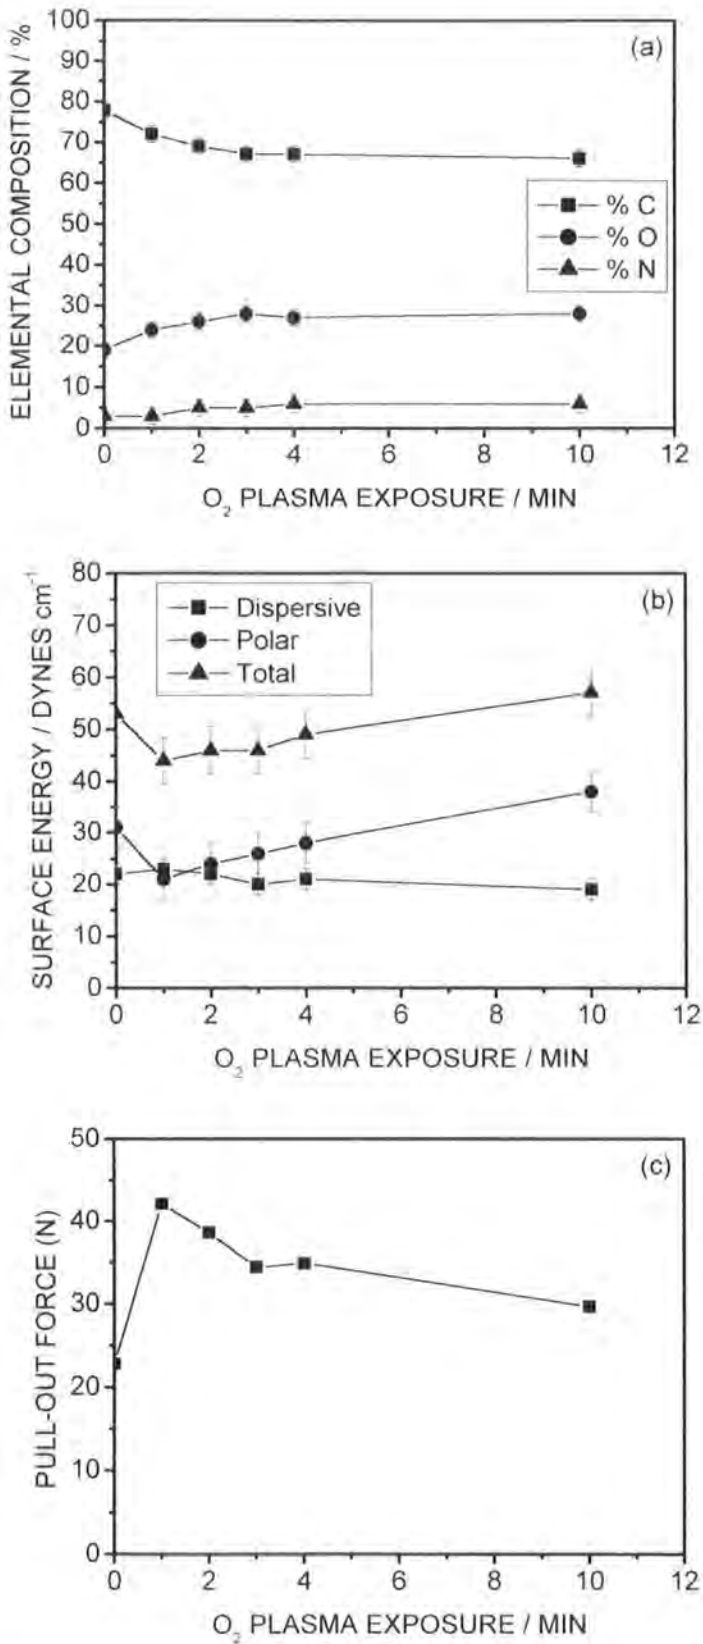 (a)
ELEMENTAL COMPOSITION / %
100
90
80
70
60
50
40
30
20
10
0
% C
% O
% N
0 2 4 6 8 10 12
O₂ PLASMA EXPOSURE / MIN
(b)
SURFACE ENERGY / DYNES cm⁻¹
80
70
60
50
40
30
20
10
0
Dispersive
Polar
Total
0 2 4 6 8 10 12
O₂ PLASMA EXPOSURE / MIN
(c)
PULL-OUT FORCE (N)
50
40
30
20
10
0
0 2 4 6 8 10 12
O₂ PLASMA EXPOSURE / MIN